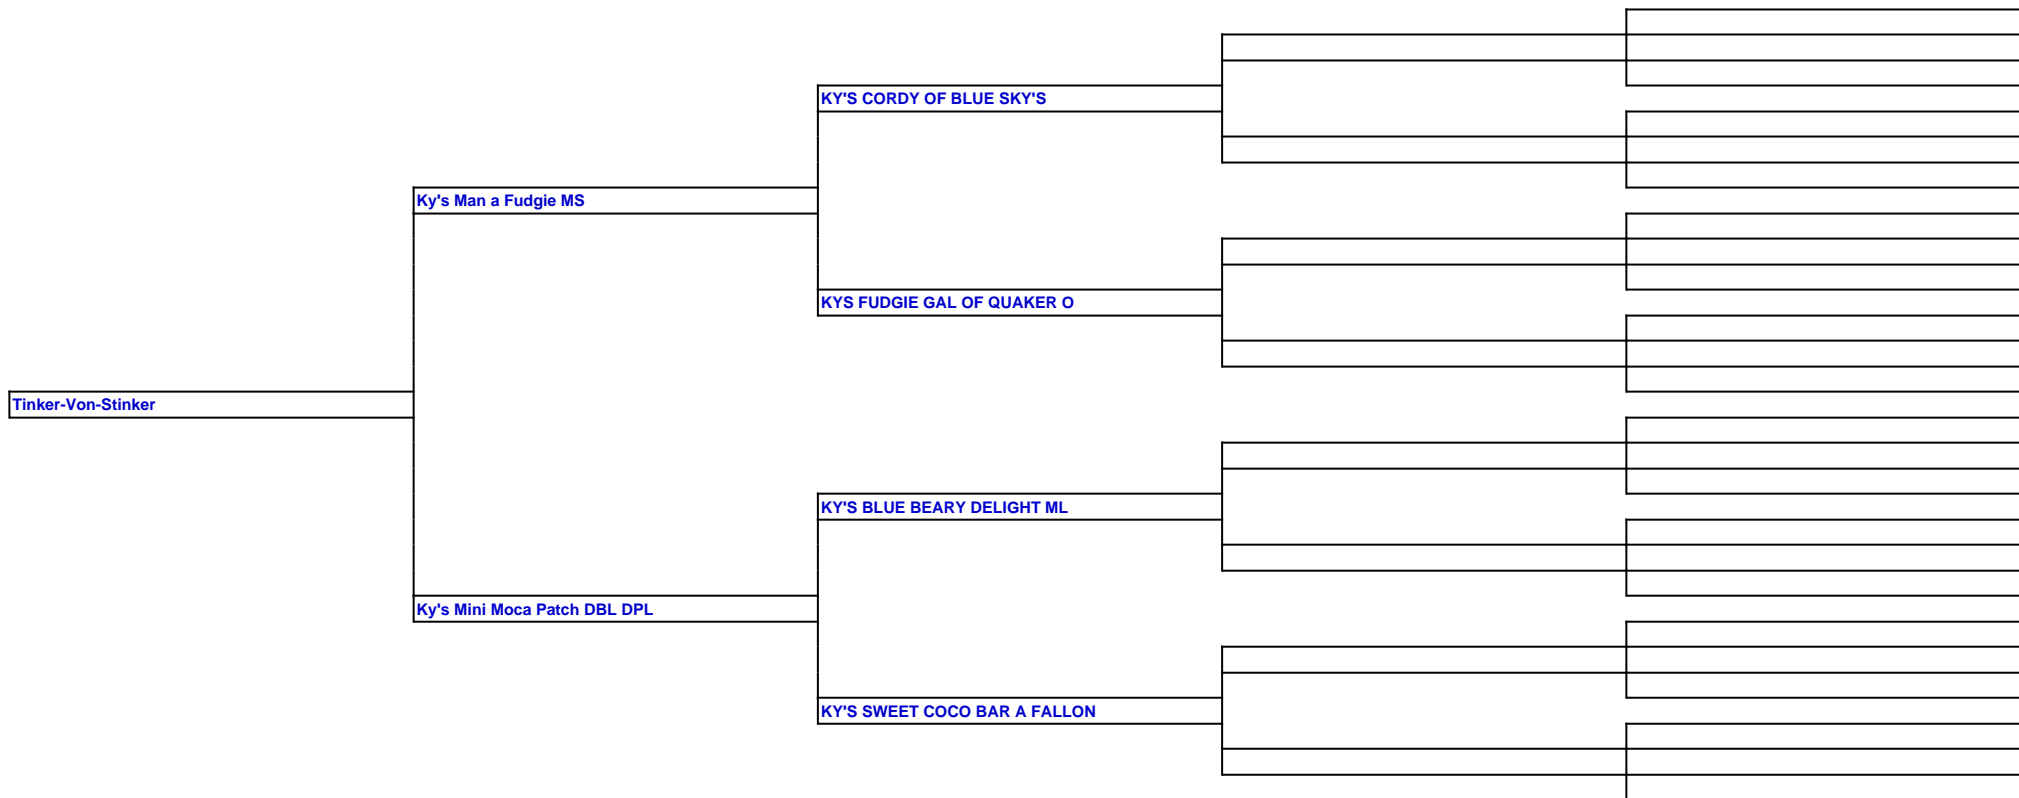 KY'S CORDY OF BLUE SKY'S
Ky's Man a Fudgie MS
KYS FUDGIE GAL OF QUAKER O
Tinker-Von-Stinker
KY'S BLUE BEARY DELIGHT ML
Ky's Mini Moca Patch DBL DPL
KY'S SWEET COCO BAR A FALLON